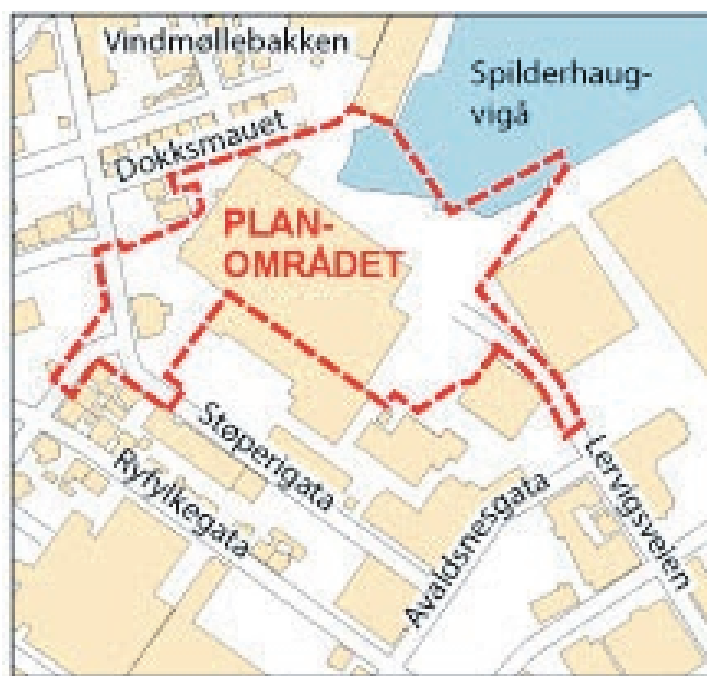 Vindmøllebakken
Spilderhaug-
vigå
Dokksmauet
PLAN-
OMRÅDET
Støperigata
Ryfylkegata
Avaldsnesgata
Lervigsveien